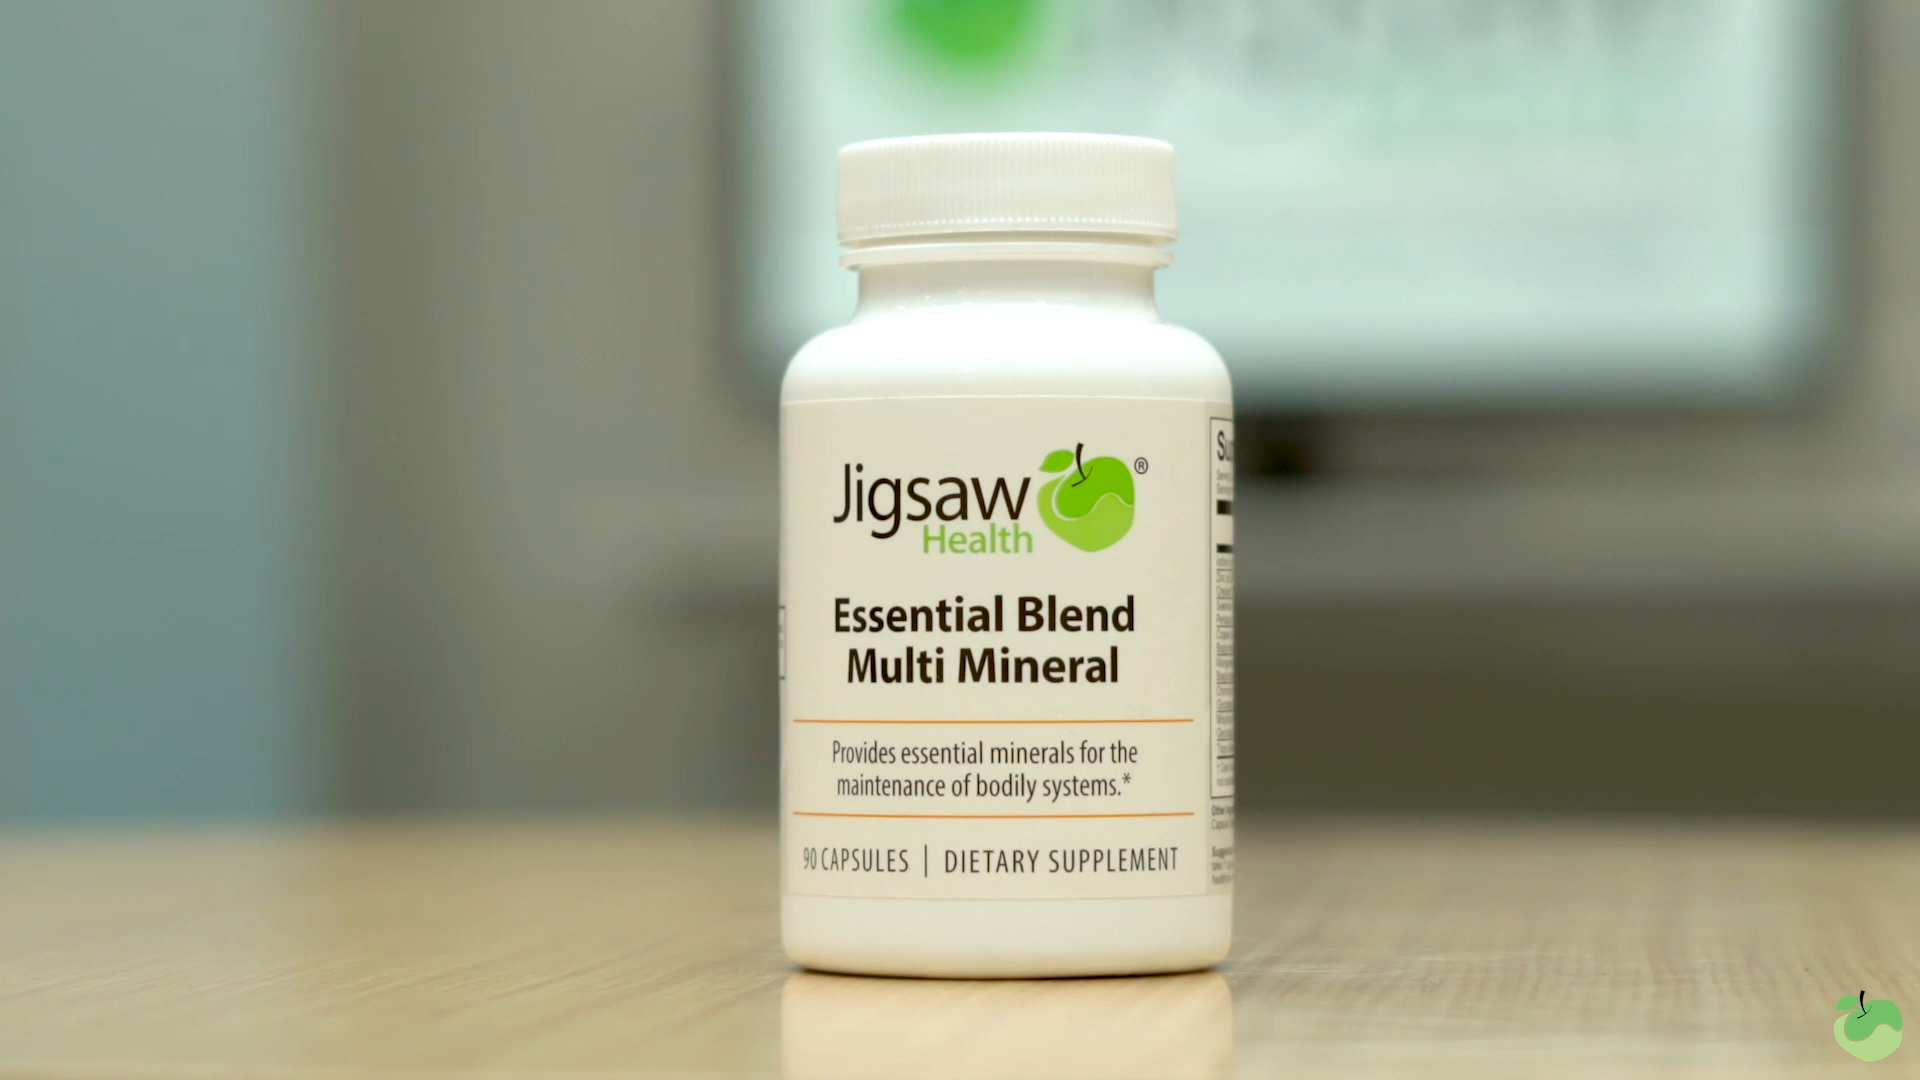 Jigsaw®
Health
Essential Blend
Multi Mineral
Provides essential minerals for the
maintenance of bodily systems.*
90 CAPSULES | DIETARY SUPPLEMENT